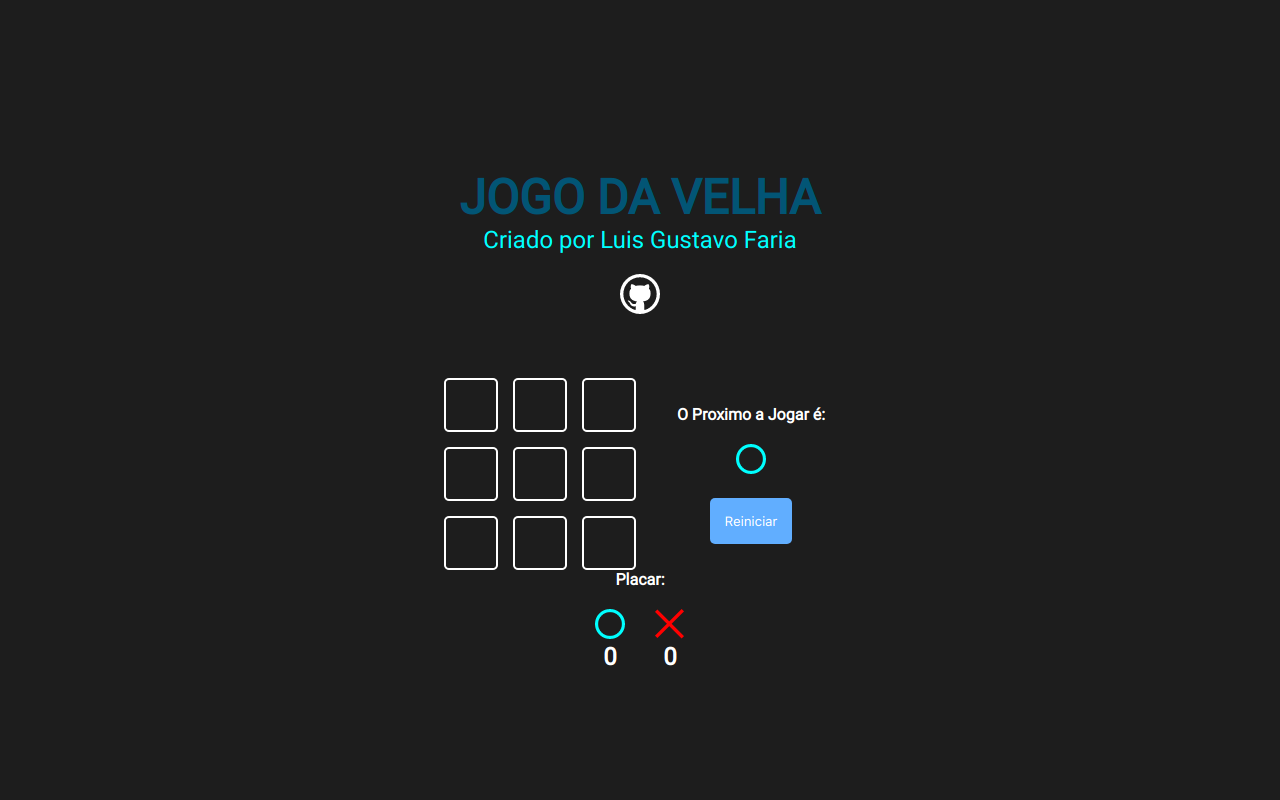 JOGO DA VELHA
Criado por Luis Gustavo Faria
O Proximo a Jogar é:
Reiniciar
Placar:
0 0